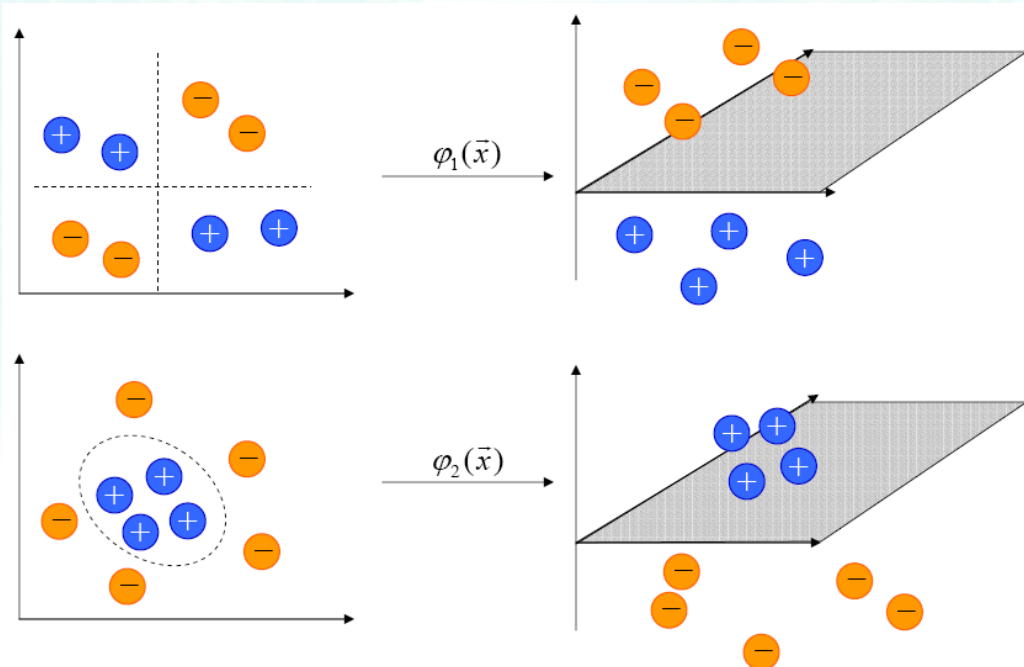 + + − −
− − + +
φ₁(x⃗)
− − − −
+ + + +
− − − − −
+ + + +
φ₂(x⃗)
+ + + +
− − − − −